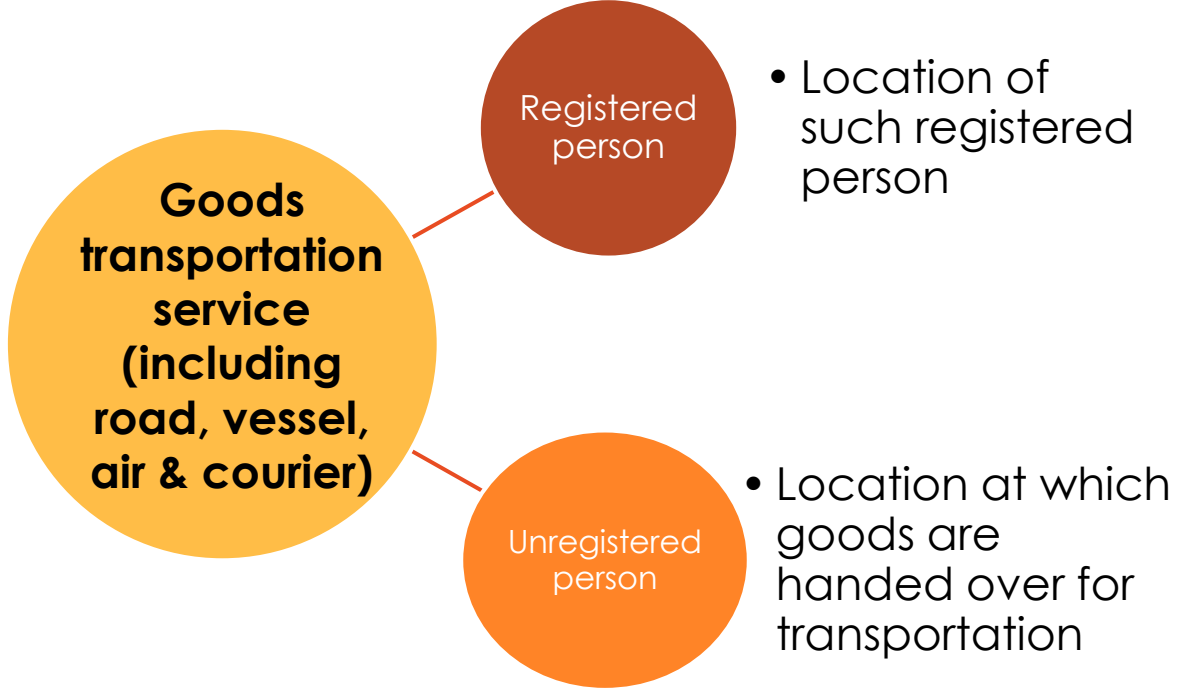 Goods
transportation
service
(including
road, vessel,
air & courier)
Registered
person
• Location of
such registered
person
Unregistered
person
• Location at which
goods are
handed over for
transportation